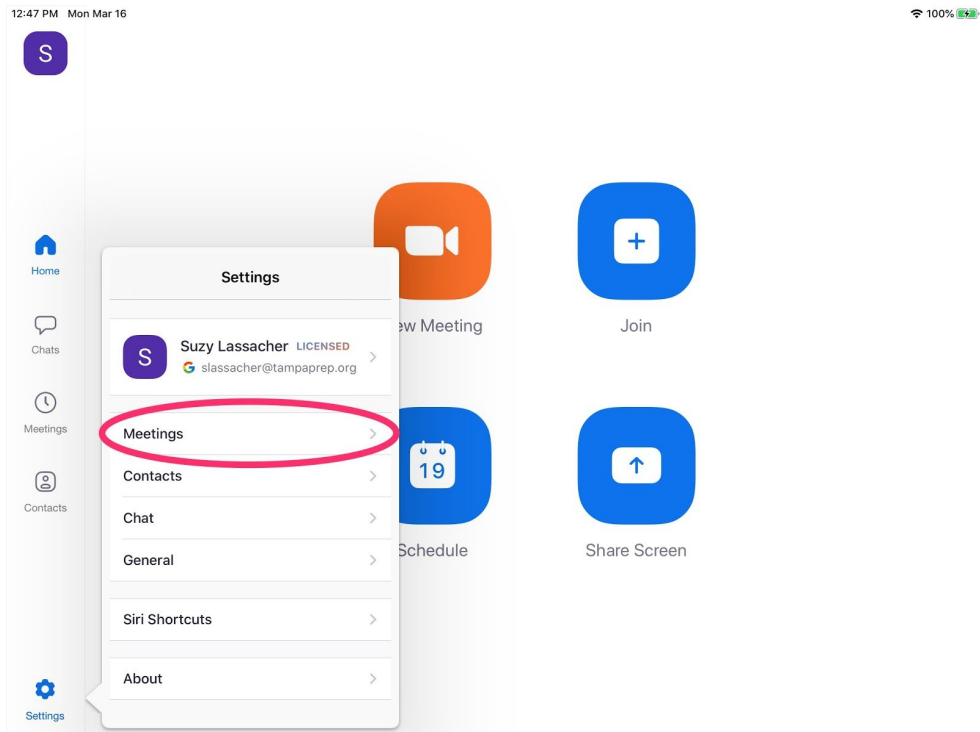 12:47 PM Mon Mar 16
100%
S
Home
Chats
Meetings
Contacts
Settings
Settings
S
Suzy Lassacher LICENSED
G slassacher@tampaprep.org
Meetings
Contacts
Chat
General
Siri Shortcuts
About
ew Meeting
Join
19
Schedule
Share Screen